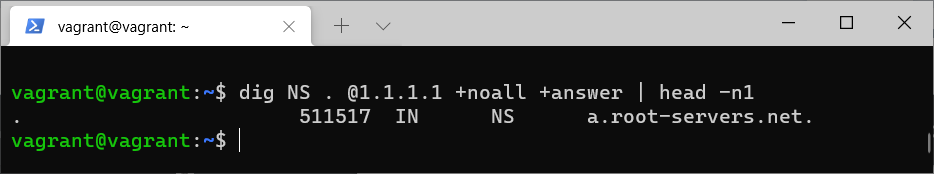 vagrant@vagrant: ~
vagrant@vagrant:~$ dig NS . @1.1.1.1 +noall +answer | head -n1
.                       511517  IN      NS      a.root-servers.net.
vagrant@vagrant:~$